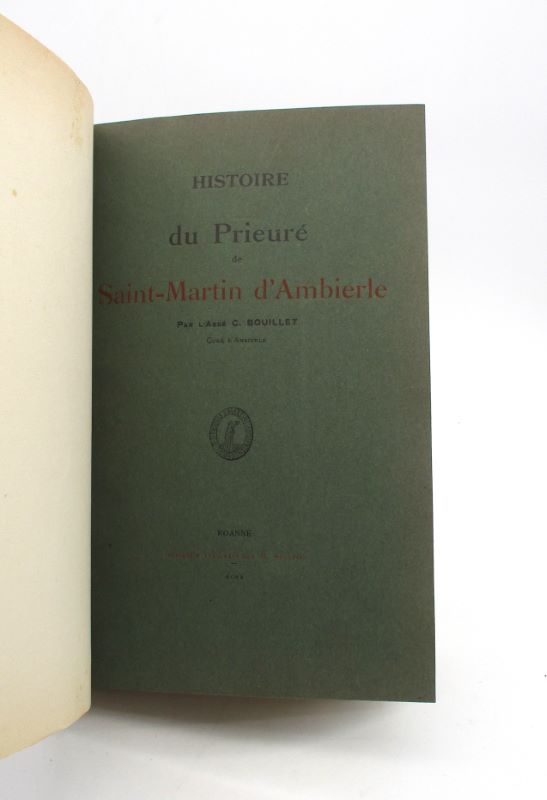 HISTOIRE
du Prieuré
de
Saint-Martin d'Ambierle
PAR L'ABBÉ C. BOUILLET
CURÉ D'AMBIERLE
ROANNE